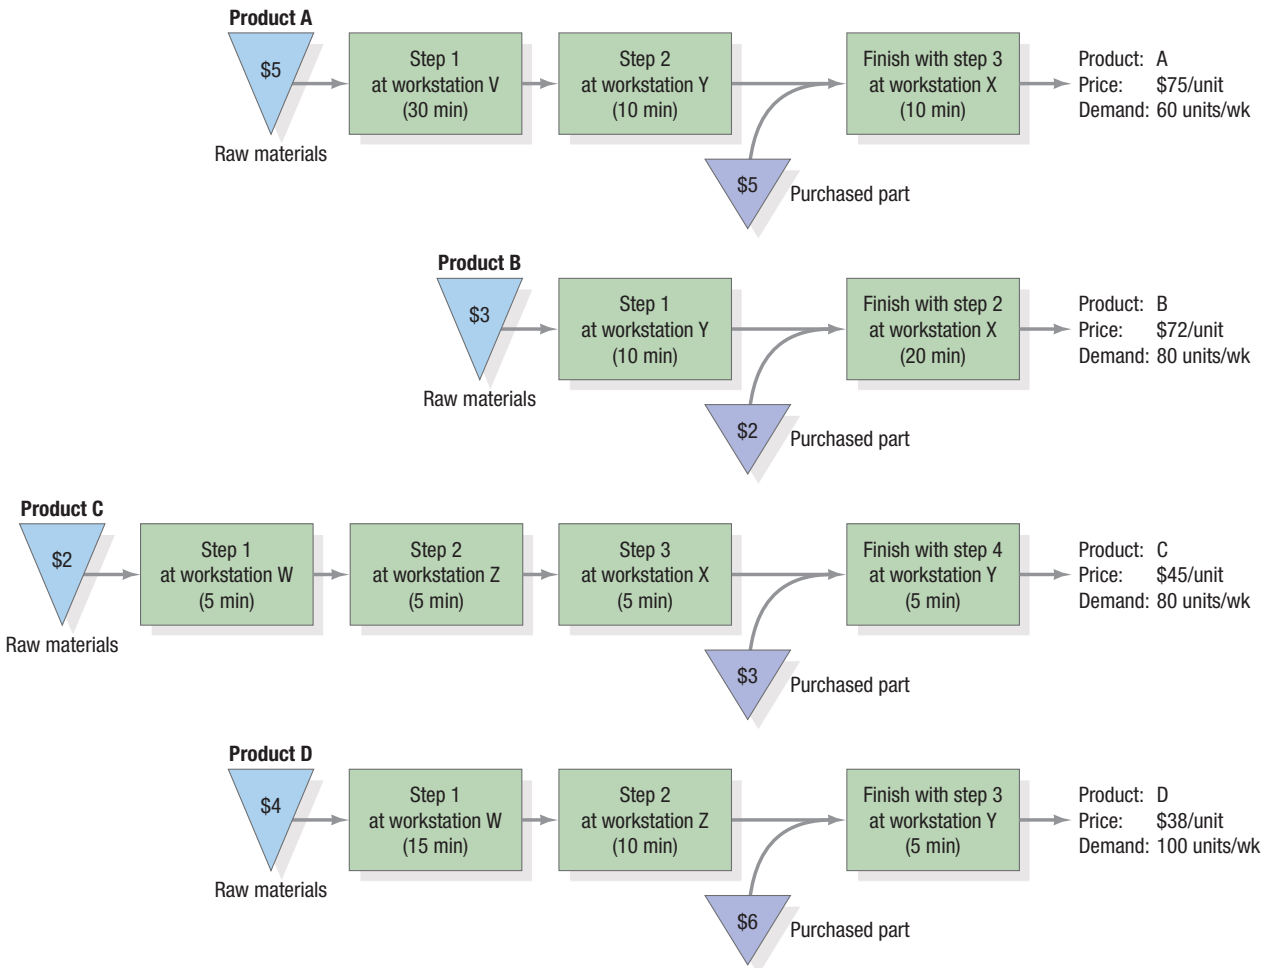 Product A
$5
Raw materials
Step 1
at workstation V
(30 min)
Step 2
at workstation Y
(10 min)
$5
Purchased part
Finish with step 3
at workstation X
(10 min)
Product: A
Price: $75/unit
Demand: 60 units/wk
Product B
$3
Raw materials
Step 1
at workstation Y
(10 min)
$2
Purchased part
Finish with step 2
at workstation X
(20 min)
Product: B
Price: $72/unit
Demand: 80 units/wk
Product C
$2
Raw materials
Step 1
at workstation W
(5 min)
Step 2
at workstation Z
(5 min)
Step 3
at workstation X
(5 min)
$3
Purchased part
Finish with step 4
at workstation Y
(5 min)
Product: C
Price: $45/unit
Demand: 80 units/wk
Product D
$4
Raw materials
Step 1
at workstation W
(15 min)
Step 2
at workstation Z
(10 min)
$6
Purchased part
Finish with step 3
at workstation Y
(5 min)
Product: D
Price: $38/unit
Demand: 100 units/wk